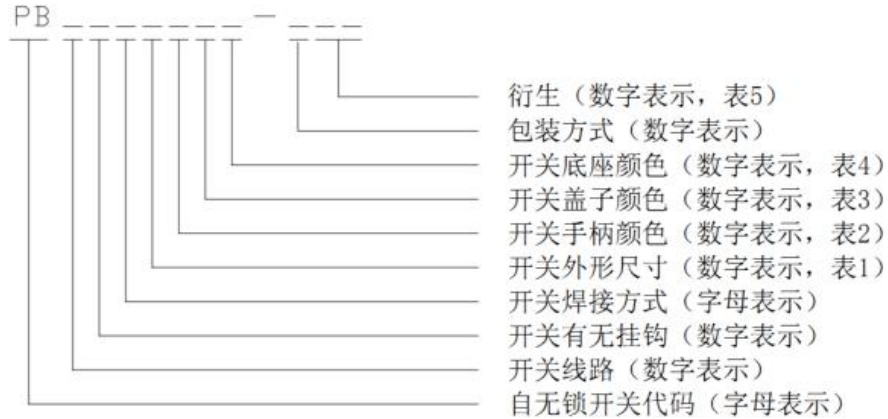 PB _ _ _ _ _ _ _ - _ _ _
衍生（数字表示，表5）
包装方式（数字表示）
开关底座颜色（数字表示，表4）
开关盖子颜色（数字表示，表3）
开关手柄颜色（数字表示，表2）
开关外形尺寸（数字表示，表1）
开关焊接方式（字母表示）
开关有无挂钩（数字表示）
开关线路（数字表示）
自无锁开关代码（字母表示）